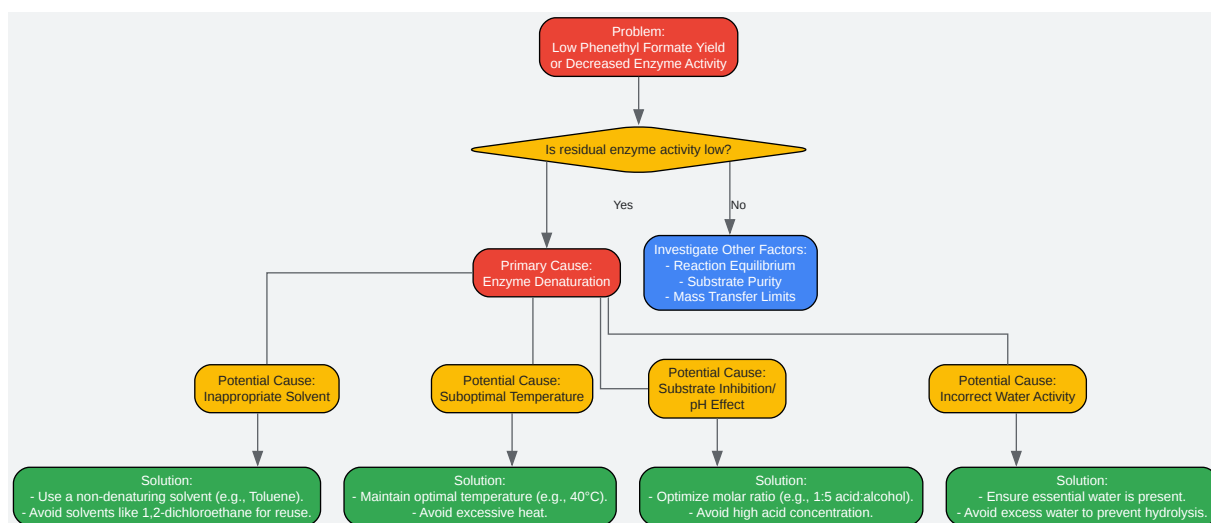 Problem:
Low Phenethyl Formate Yield
or Decreased Enzyme Activity
Is residual enzyme activity low?
Yes
No
Primary Cause:
Enzyme Denaturation
Investigate Other Factors:
- Reaction Equilibrium
- Substrate Purity
- Mass Transfer Limits
Potential Cause:
Inappropriate Solvent
Potential Cause:
Suboptimal Temperature
Potential Cause:
Substrate Inhibition/
pH Effect
Potential Cause:
Incorrect Water Activity
Solution:
- Use a non-denaturing solvent (e.g., Toluene).
- Avoid solvents like 1,2-dichloroethane for reuse.
Solution:
- Maintain optimal temperature (e.g., 40°C).
- Avoid excessive heat.
Solution:
- Optimize molar ratio (e.g., 1:5 acid:alcohol).
- Avoid high acid concentration.
Solution:
- Ensure essential water is present.
- Avoid excess water to prevent hydrolysis.